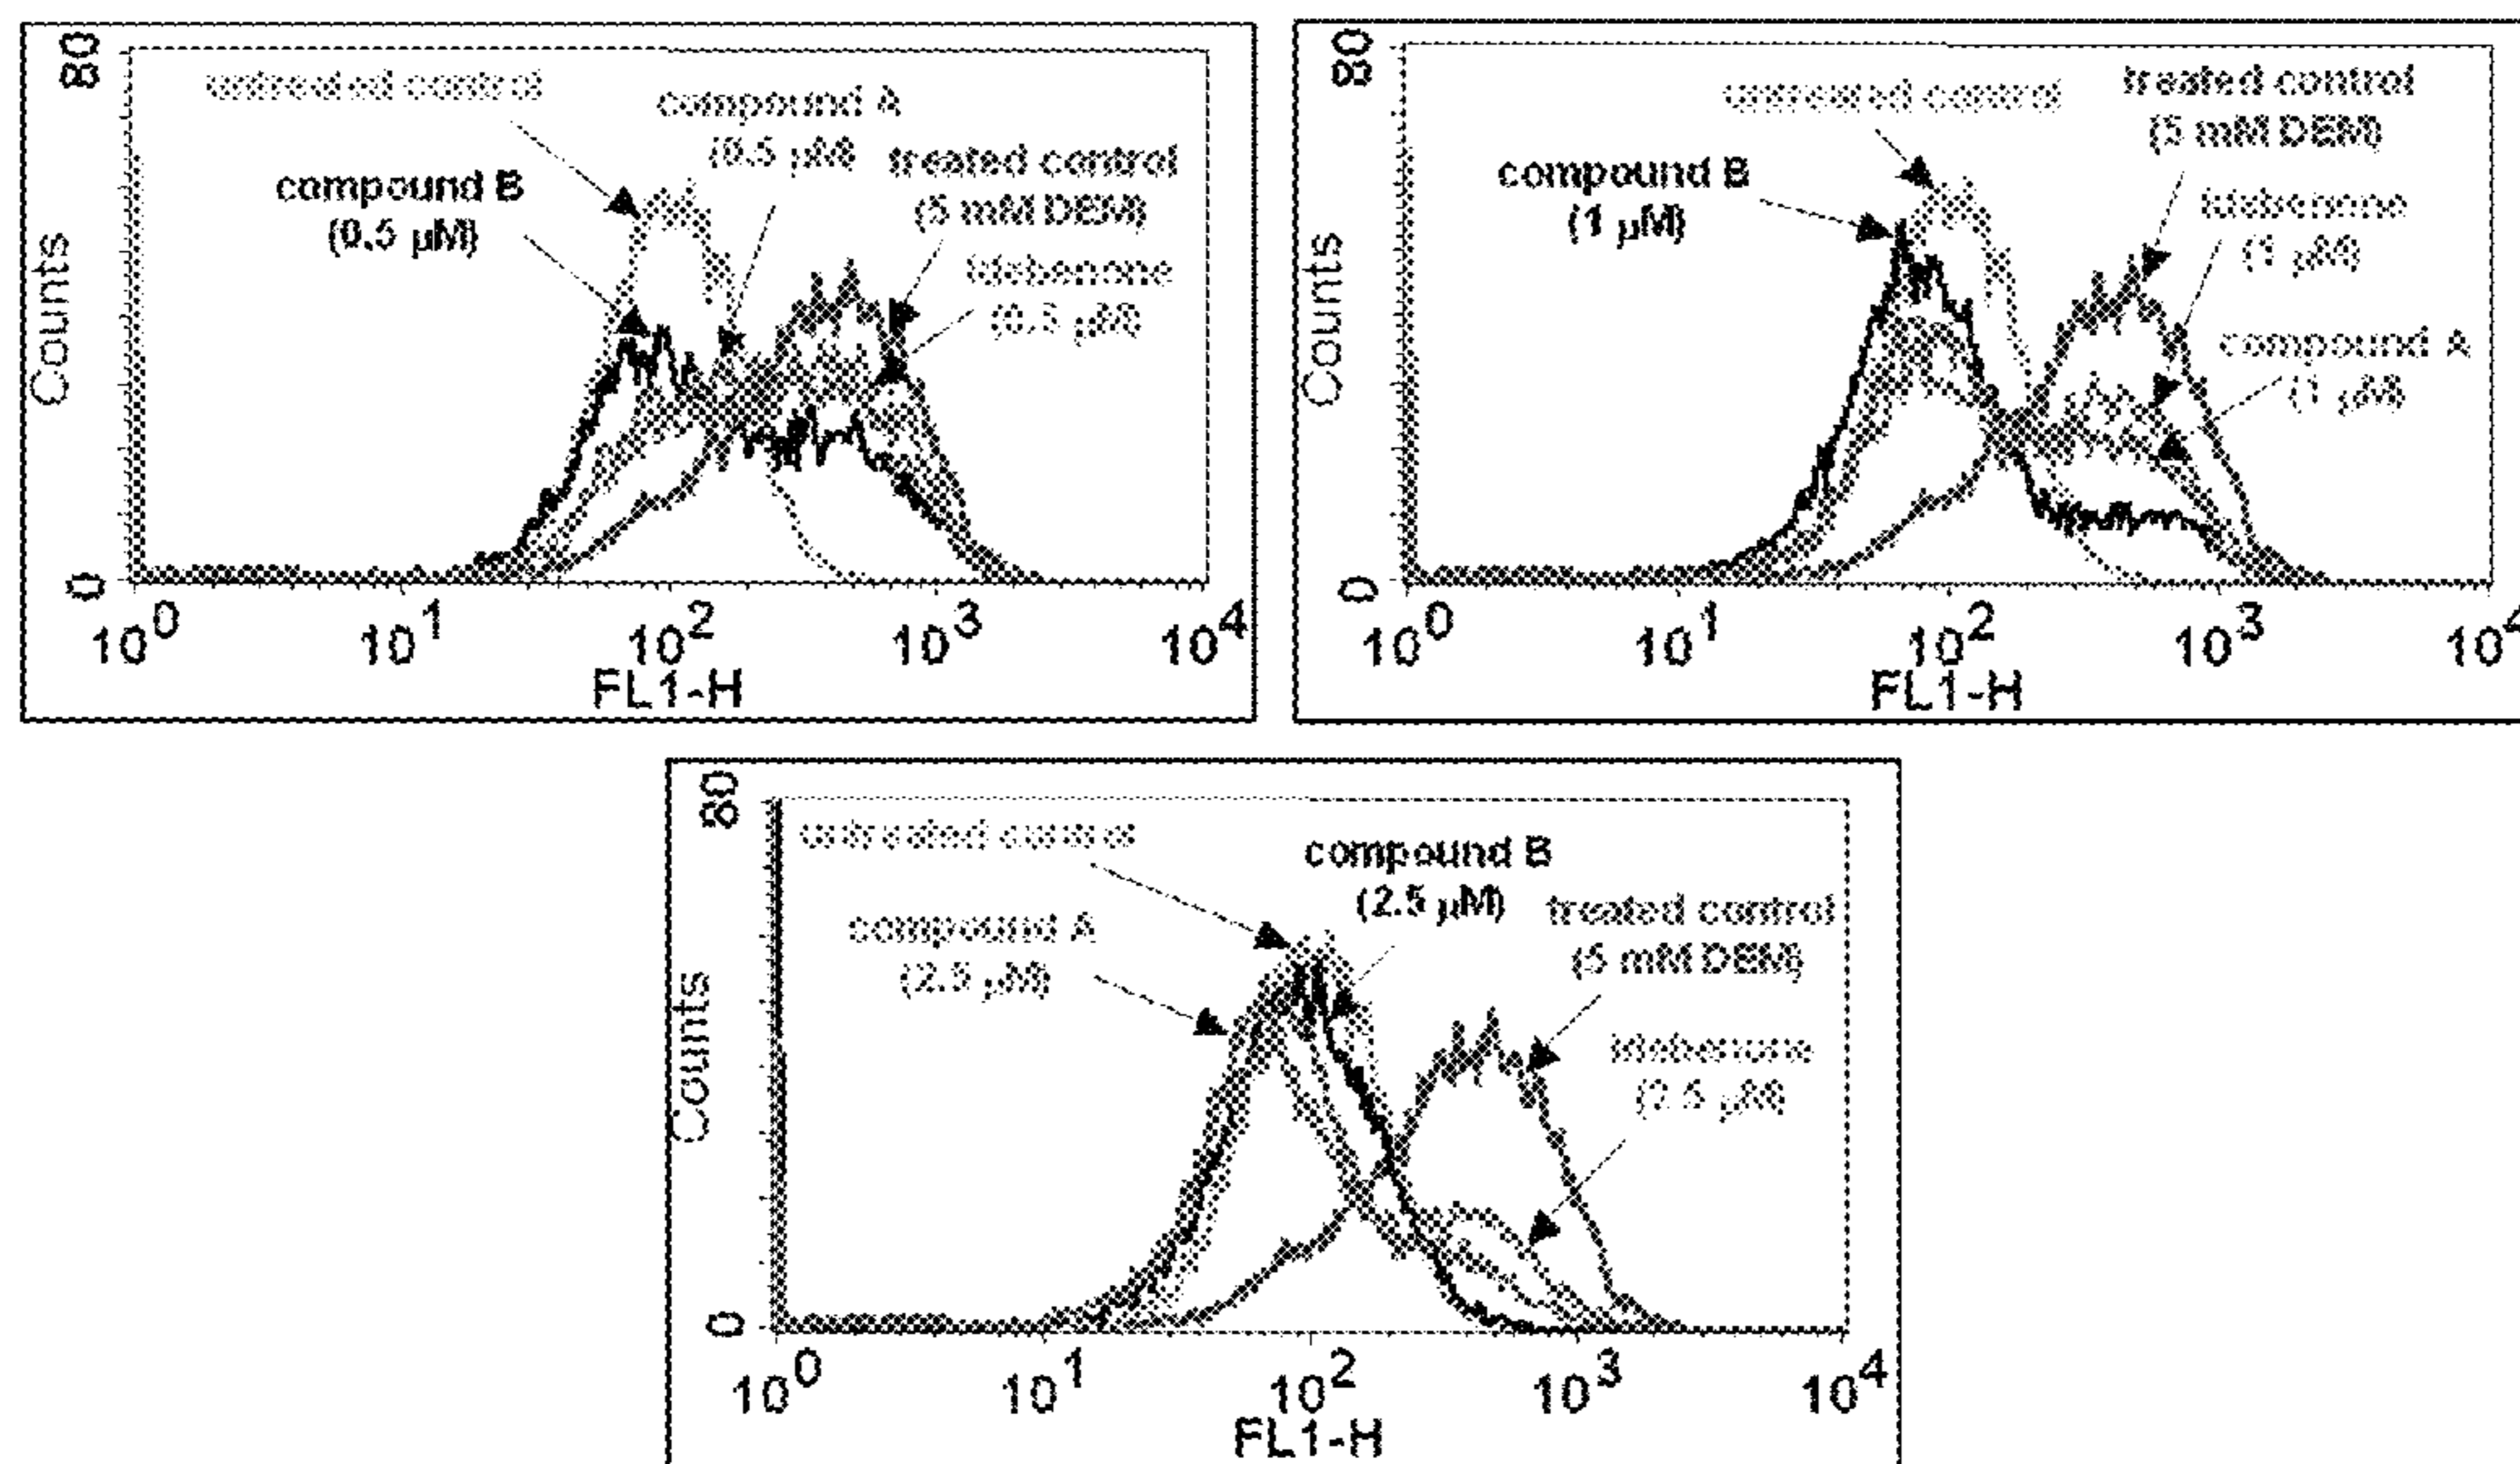 80
untreated control
compound A
(0.5 μM)
treated control
(5 mM DEM)
compound B
(0.5 μM)
idebenone
(0.5 μM)
Counts
0
10^0 10^1 10^2 10^3 10^4
FL1-H
80
untreated control
treated control
(5 mM DEM)
compound B
(1 μM)
idebenone
(1 μM)
compound A
(1 μM)
Counts
0
10^0 10^1 10^2 10^3 10^4
FL1-H
80
untreated control
compound B
(2.5 μM)
treated control
(5 mM DEM)
compound A
(2.5 μM)
idebenone
(2.5 μM)
Counts
0
10^0 10^1 10^2 10^3 10^4
FL1-H